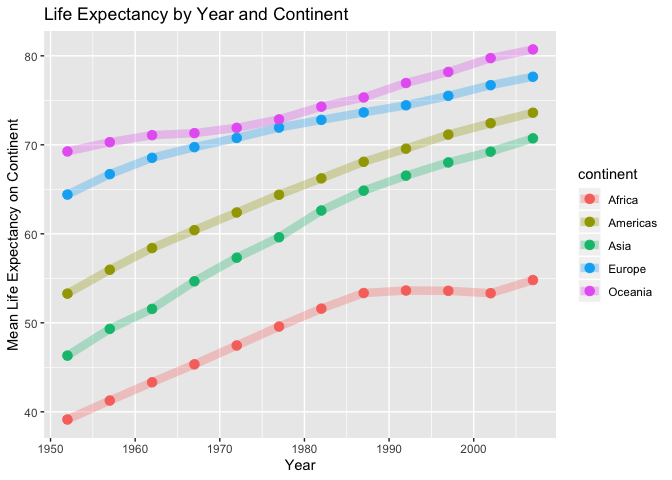 Life Expectancy by Year and Continent
Mean Life Expectancy on Continent
80
70
60
50
40
1950
1960
1970
1980
1990
2000
Year
continent
Africa
Americas
Asia
Europe
Oceania